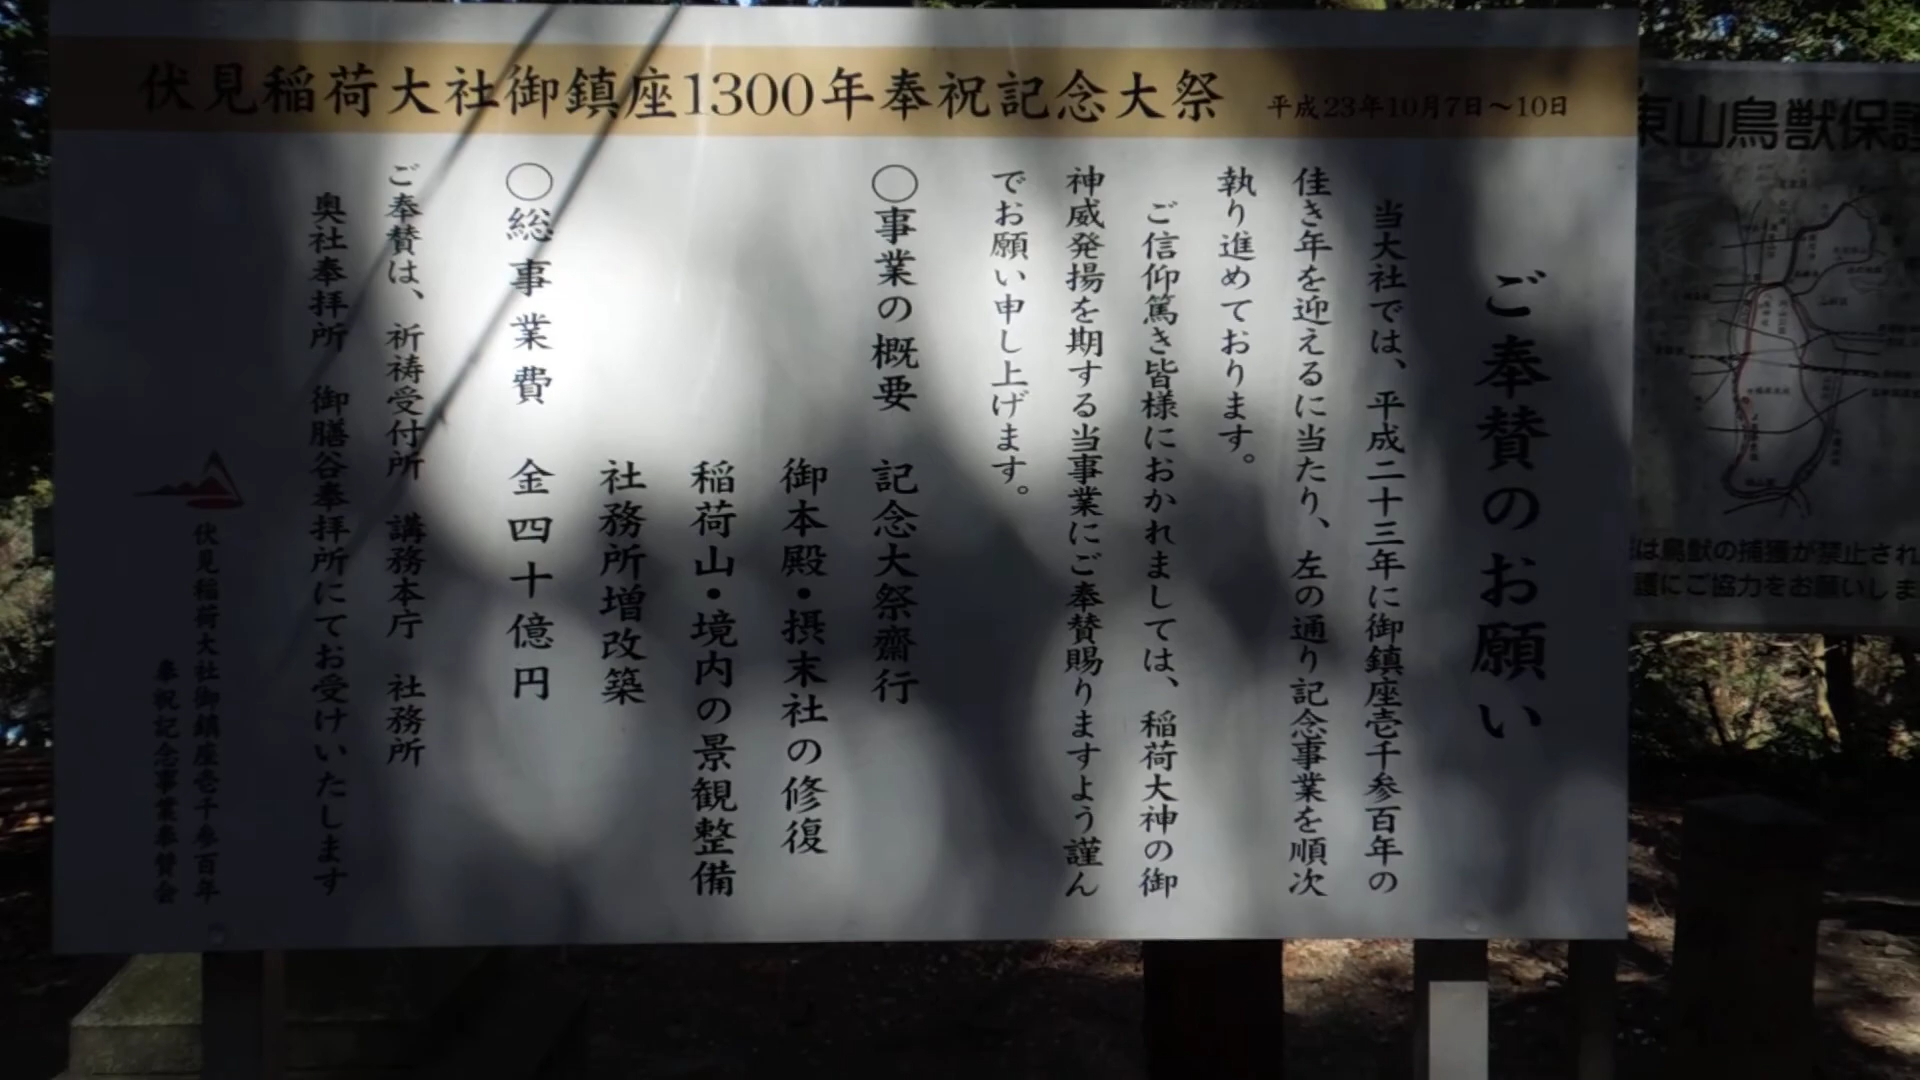 伏見稲荷大社御鎮座1300年奉祝記念大祭 平成23年10月7日～10日
ご奉賛のお願い
当大社では、平成二十三年に御鎮座壱千参百年の
佳き年を迎えるに当たり、左の通り記念事業を順次
執り進めております。
ご信仰篤き皆様におかれましては、稲荷大神の御
神威発揚を期する当事業にご奉賛賜りますよう謹ん
でお願い申し上げます。
○事業の概要 記念大祭齋行
御本殿・摂末社の修復
稲荷山・境内の景観整備
社務所増改築
○総事業費 金四十億円
ご奉賛は、祈祷受付所 講務本庁 社務所
奥社奉拝所 御膳谷奉拝所にてお受けいたします
伏見稲荷大社御鎮座壱千参百年
奉祝記念事業奉賛会
東山鳥獣保護
は鳥獣の捕獲が禁止され
護にご協力をお願いしま